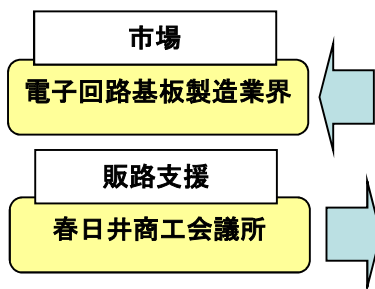 市場
電子回路基板製造業界
販路支援
春日井商工会議所